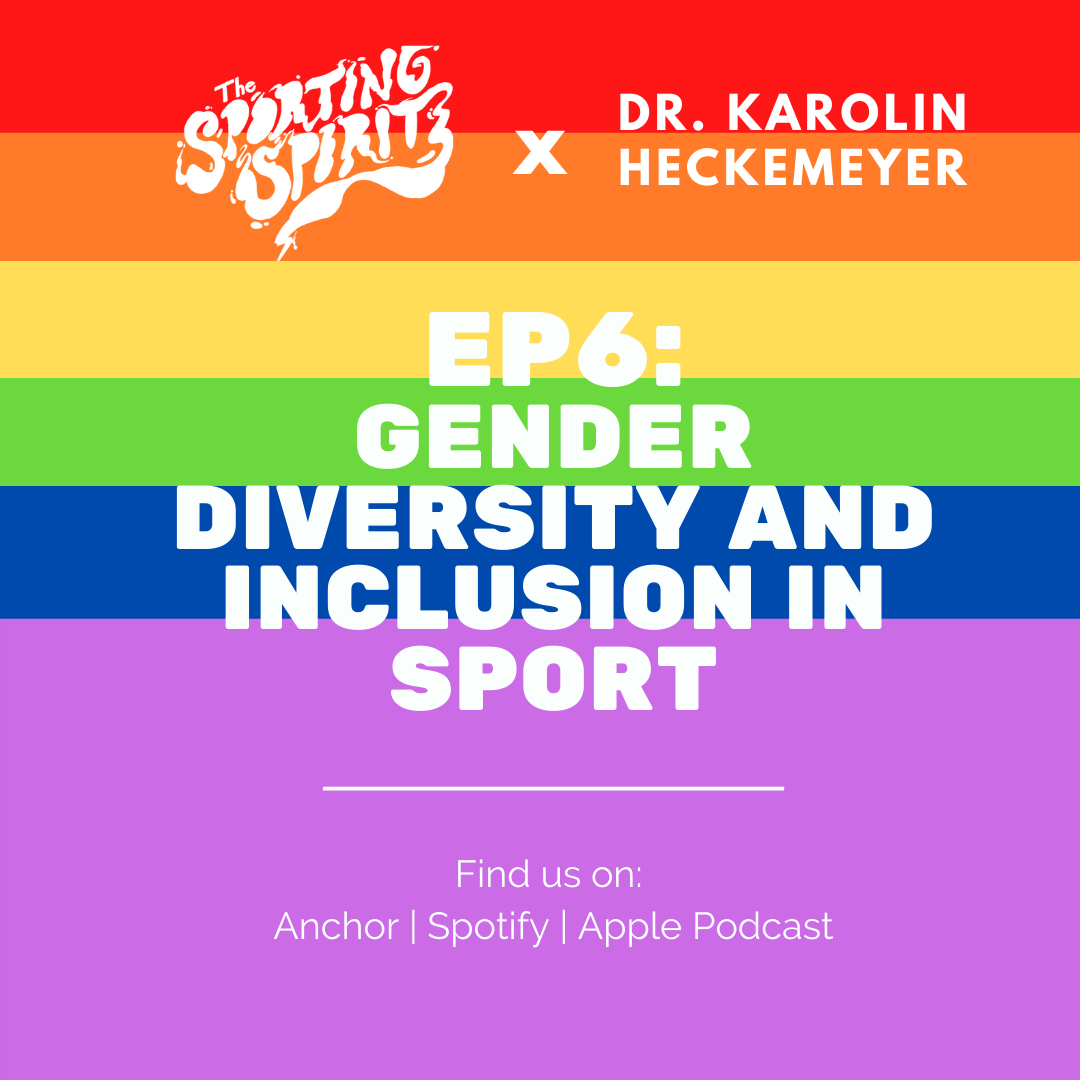 The
SPORTING
SPIRIT
x
DR. KAROLIN
HECKEMEYER
EP6:
GENDER
DIVERSITY AND
INCLUSION IN
SPORT
Find us on:
Anchor | Spotify | Apple Podcast